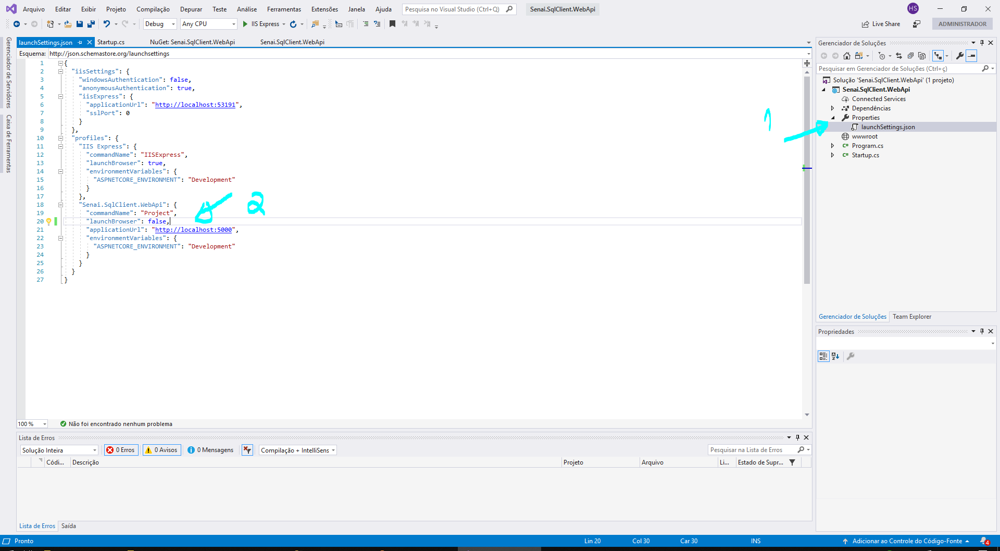 Arquivo Editar Exibir Projeto Compilação Depurar Teste Análise Ferramentas Extensões Janela Ajuda Pesquisa no Visual Studio (Ctrl+Q) Senai.SqlClient.WebApi HS
Debug Any CPU IIS Express Live Share ADMINISTRADOR
Gerenciador de Servidores
Caixa de Ferramentas
launchSettings.json Startup.cs NuGet: Senai.SqlClient.WebApi Senai.SqlClient.WebApi
Esquema: http://json.schemastore.org/launchsettings
1 {
2 "iisSettings": {
3 "windowsAuthentication": false,
4 "anonymousAuthentication": true,
5 "iisExpress": {
6 "applicationUrl": "http://localhost:53191",
7 "sslPort": 0
8 }
9 },
10 "profiles": {
11 "IIS Express": {
12 "commandName": "IISExpress",
13 "launchBrowser": true,
14 "environmentVariables": {
15 "ASPNETCORE_ENVIRONMENT": "Development"
16 }
17 },
18 "Senai.SqlClient.WebApi": {
19 "commandName": "Project",
20 "launchBrowser": false,
21 "applicationUrl": "http://localhost:5000",
22 "environmentVariables": {
23 "ASPNETCORE_ENVIRONMENT": "Development"
24 }
25 }
26 }
27 }
1
2
100 % Não foi encontrado nenhum problema
Gerenciador de Soluções
Pesquisar em Gerenciador de Soluções (Ctrl+ç)
Solução 'Senai.SqlClient.WebApi' (1 projeto)
Senai.SqlClient.WebApi
Connected Services
Dependências
Properties
launchSettings.json
wwwroot
C# Program.cs
C# Startup.cs
Gerenciador de Soluções Team Explorer
Propriedades
Lista de Erros
Solução Inteira 0 Erros 0 Avisos 0 Mensagens Compilação + IntelliSens Pesquisar na Lista de Erros
Códi... Descrição Projeto Arquivo Li... Estado de Supr...
Lista de Erros Saída
Pronto Lin 20 Col 30 Car 30 INS Adicionar ao Controle do Código-Fonte 4